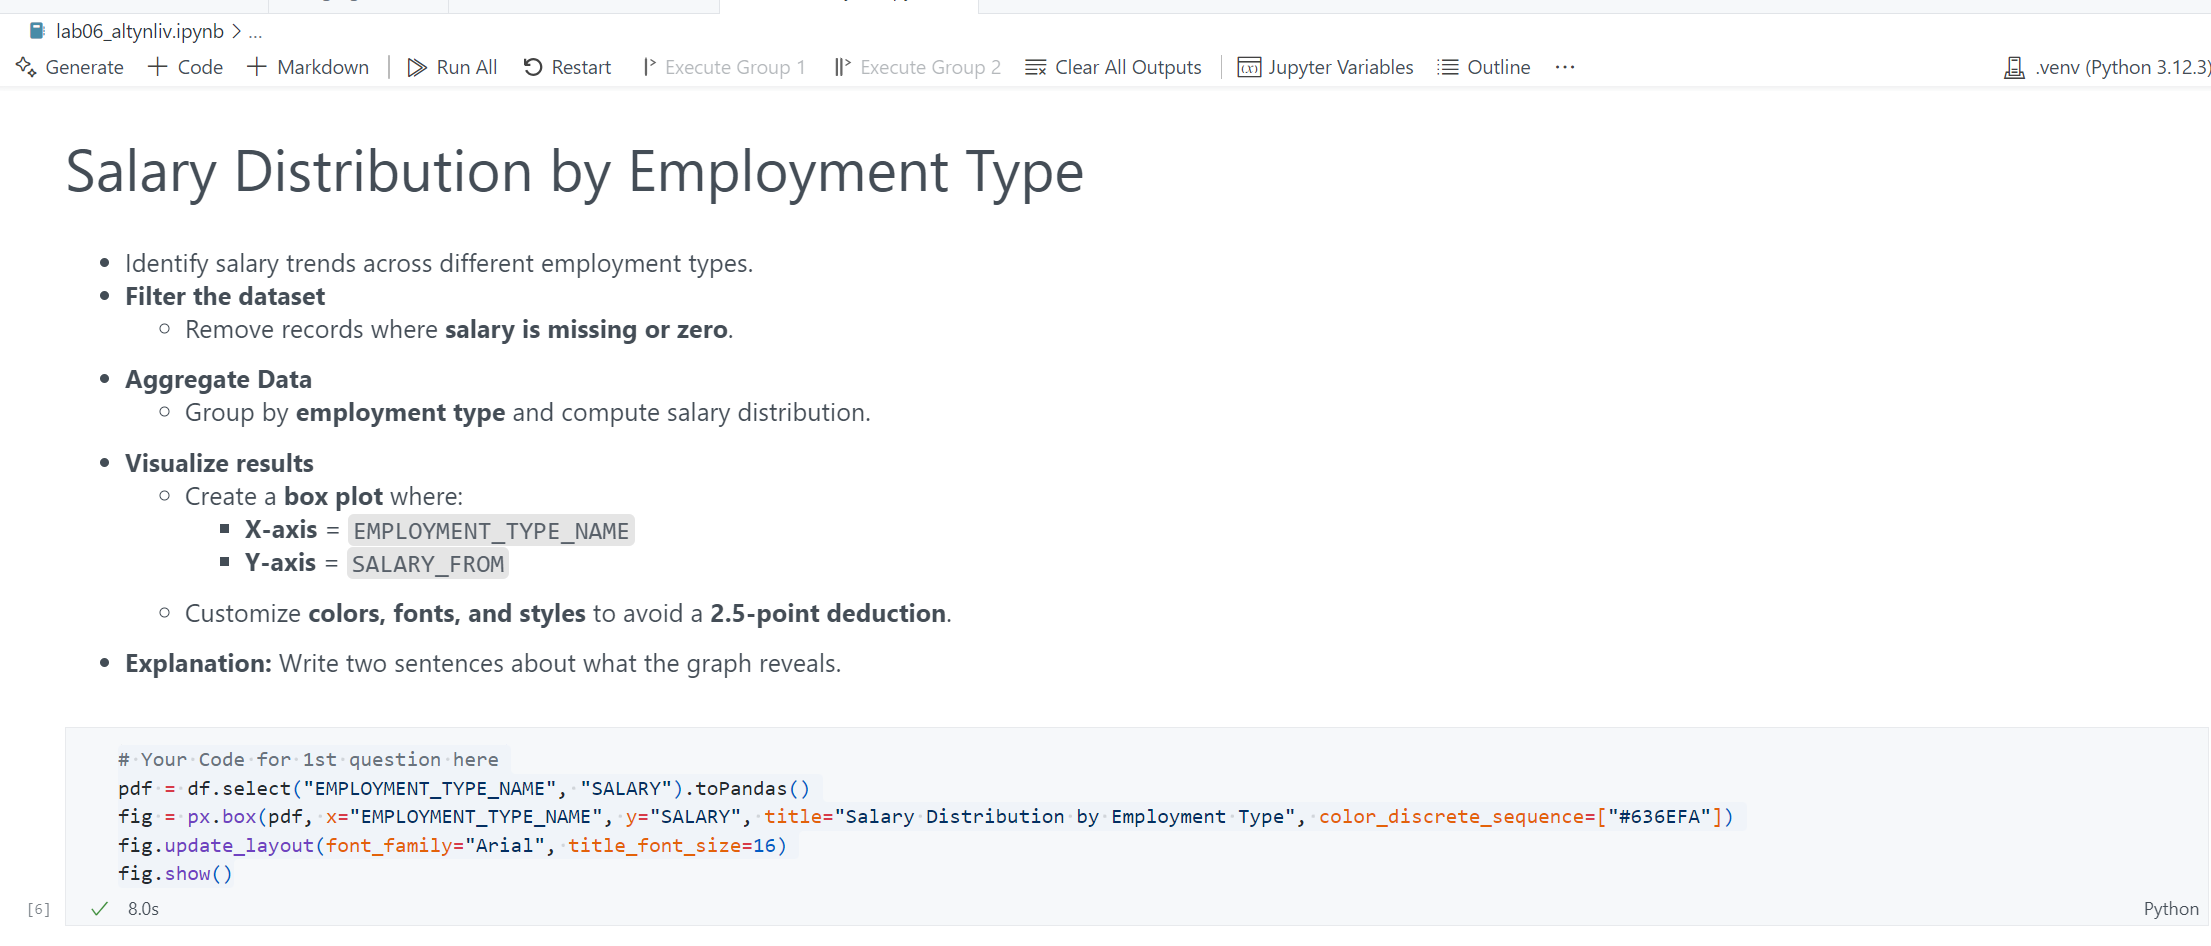 lab06_altynliv.ipynb > ...
Generate + Code + Markdown | Run All Restart Execute Group 1 Execute Group 2 Clear All Outputs | Jupyter Variables Outline ... .venv (Python 3.12.3)
Salary Distribution by Employment Type
• Identify salary trends across different employment types.
• Filter the dataset
○ Remove records where salary is missing or zero.
• Aggregate Data
○ Group by employment type and compute salary distribution.
• Visualize results
○ Create a box plot where:
▪ X-axis = EMPLOYMENT_TYPE_NAME
▪ Y-axis = SALARY_FROM
○ Customize colors, fonts, and styles to avoid a 2.5-point deduction.
• Explanation: Write two sentences about what the graph reveals.
# Your Code for 1st question here
pdf = df.select("EMPLOYMENT_TYPE_NAME", "SALARY").toPandas()
fig = px.box(pdf, x="EMPLOYMENT_TYPE_NAME", y="SALARY", title="Salary Distribution by Employment Type", color_discrete_sequence=["#636EFA"])
fig.update_layout(font_family="Arial", title_font_size=16)
fig.show()
[6] 8.0s Python